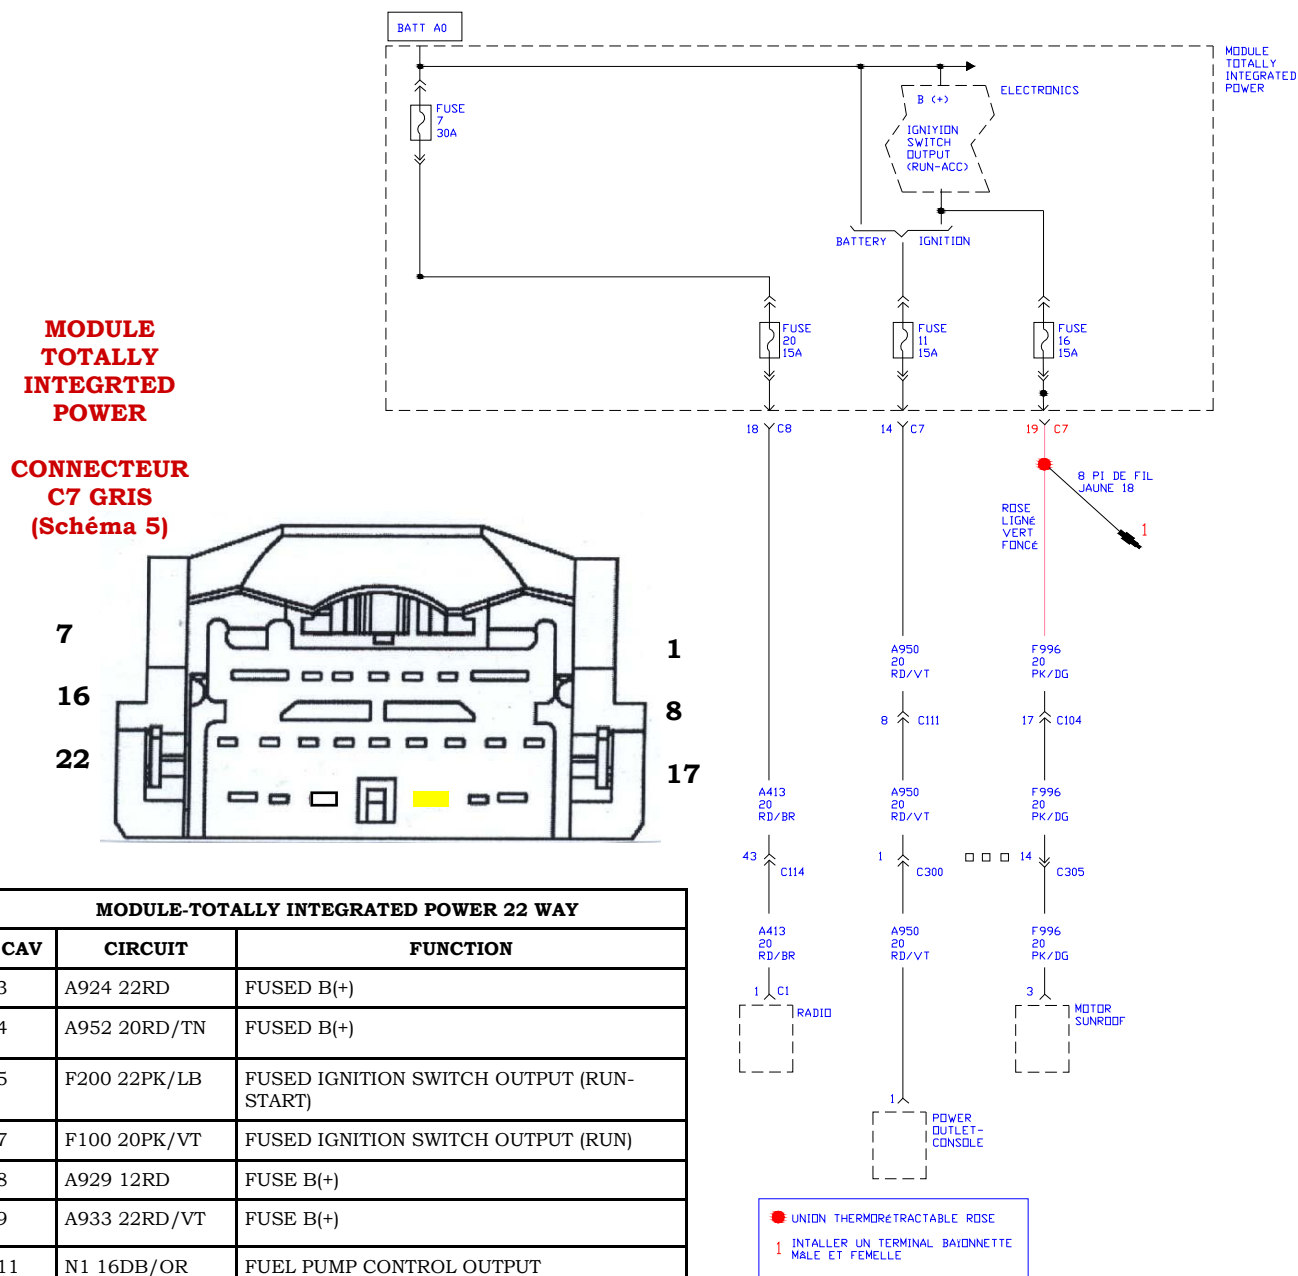 BATT A0
MODULE
TOTALLY
INTEGRATED
POWER
FUSE
7
30A
B (+)
ELECTRONICS
IGNIYION
SWITCH
OUTPUT
(RUN-ACC)
BATTERY
IGNITION
FUSE
20
15A
FUSE
11
15A
FUSE
16
15A
18 C8
14 C7
19 C7
MODULE
TOTALLY
INTEGRTED
POWER
CONNECTEUR
C7 GRIS
(Schéma 5)
8 PI DE FIL
JAUNE 18
1
ROSE
LIGNé
VERT
FONCé
7
16
22
1
8
17
A950
20
RD/VT
F996
20
PK/DG
8 C111
17 C104
A413
20
RD/BR
A950
20
RD/VT
F996
20
PK/DG
43
C114
1
C300
14
C305
A413
20
RD/BR
A950
20
RD/VT
F996
20
PK/DG
1 C1
RADIO
3
MOTOR
SUNROOF
1
POWER
OUTLET-
CONSOLE
UNION THERMORéTRACTABLE ROSE
1 INTALLER UN TERMINAL BAïONNETTE
MâLE ET FEMELLE
MODULE-TOTALLY INTEGRATED POWER 22 WAY
CAV CIRCUIT FUNCTION
3 A924 22RD FUSED B(+)
4 A952 20RD/TN FUSED B(+)
5 F200 22PK/LB FUSED IGNITION SWITCH OUTPUT (RUN-
START)
7 F100 20PK/VT FUSED IGNITION SWITCH OUTPUT (RUN)
8 A929 12RD FUSE B(+)
9 A933 22RD/VT FUSE B(+)
11 N1 16DB/OR FUEL PUMP CONTROL OUTPUT